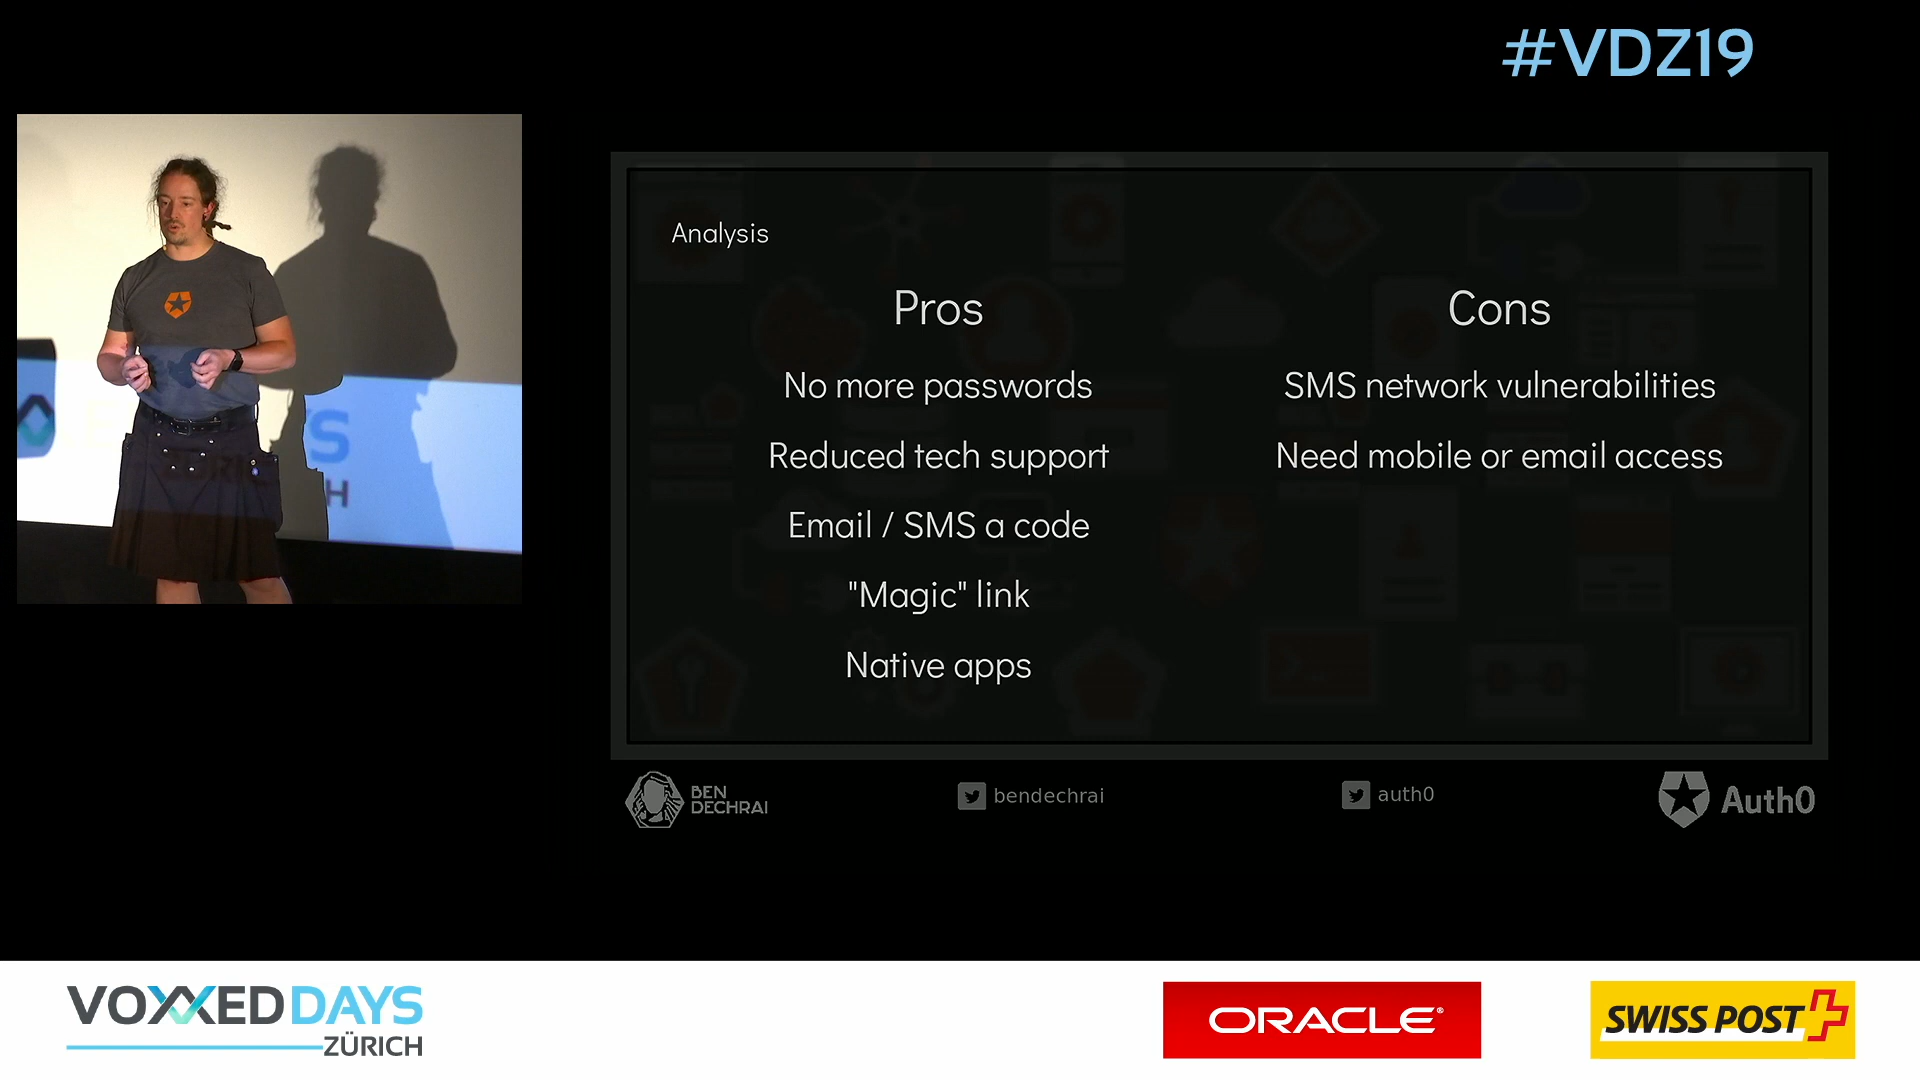 #VDZ19
Analysis
Pros
Cons
No more passwords
SMS network vulnerabilities
Reduced tech support
Need mobile or email access
Email / SMS a code
"Magic" link
Native apps
BEN
DECHRAI
bendechrai
auth0
Auth0
VOXXED DAYS
ZÜRICH
ORACLE®
SWISS POST